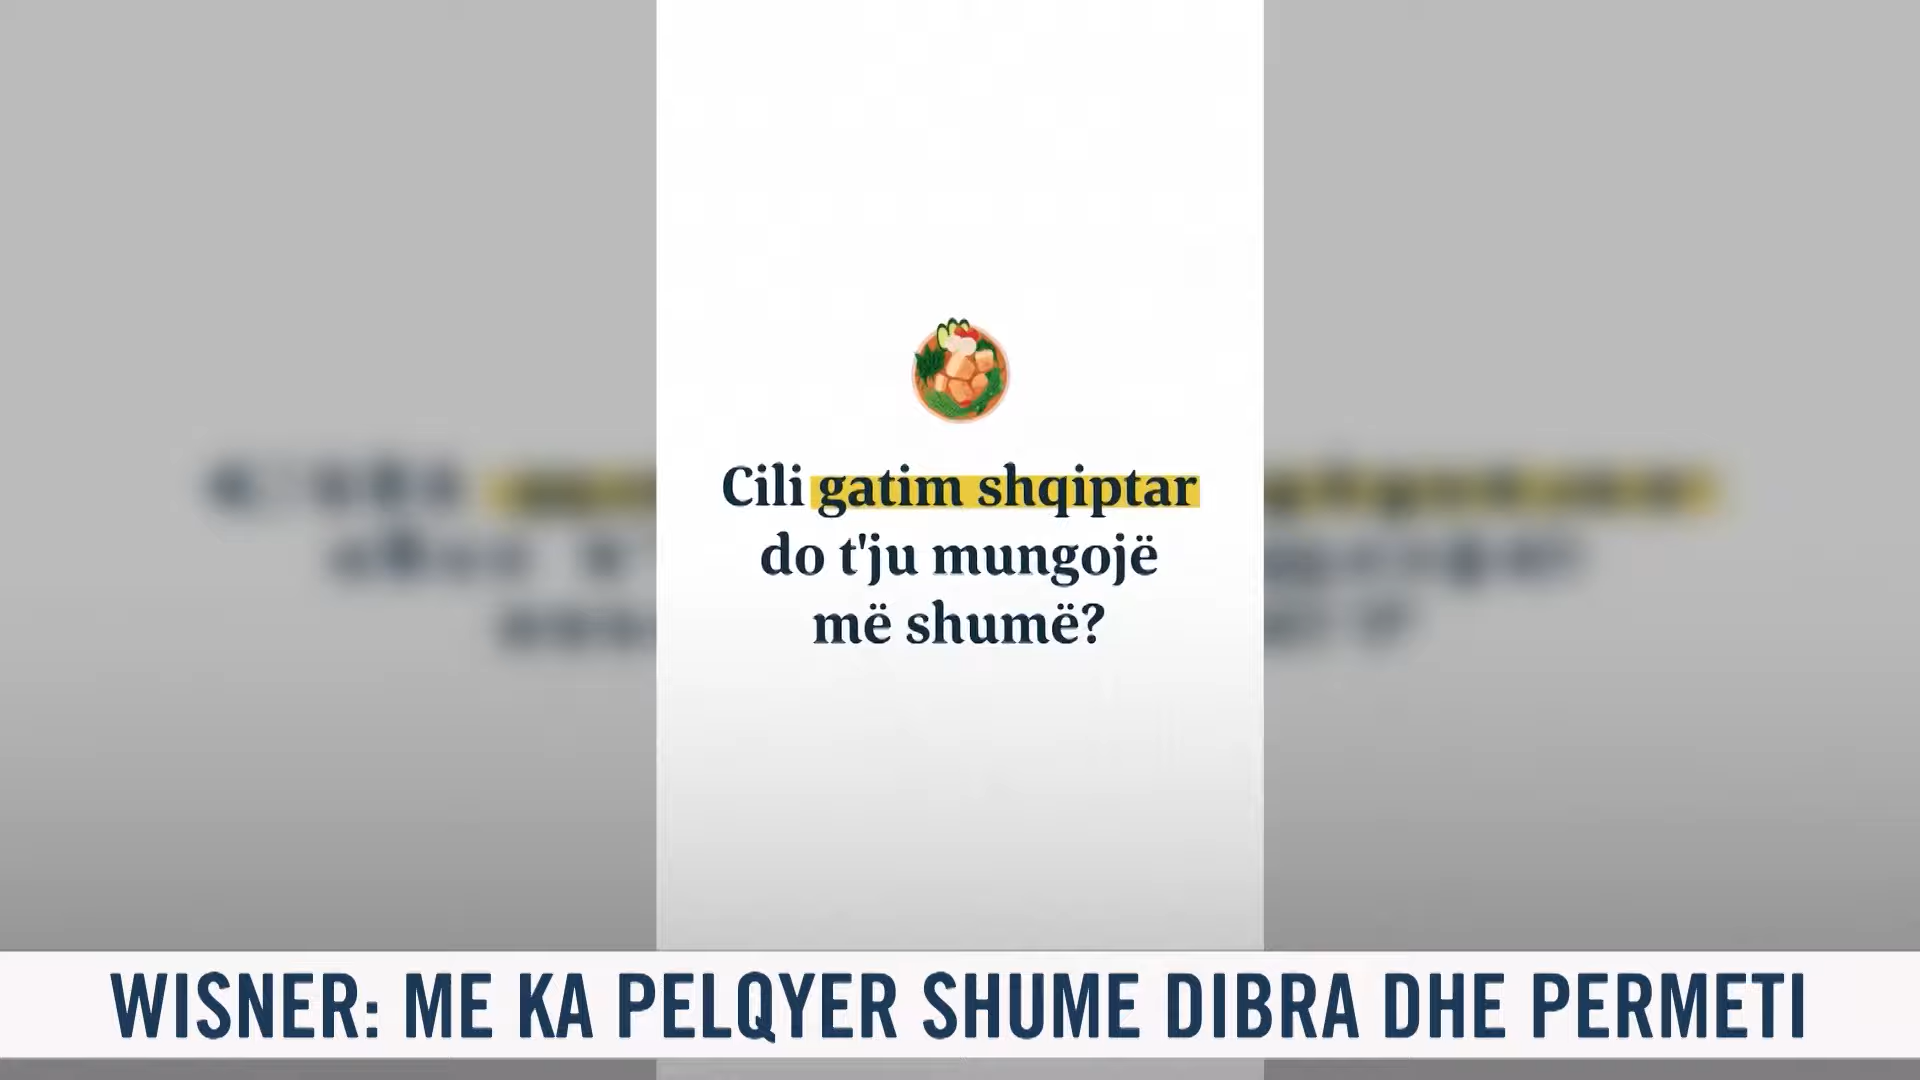 Cili gatim shqiptar
do t'ju mungojë
më shumë?
WISNER: ME KA PELQYER SHUME DIBRA DHE PERMETI